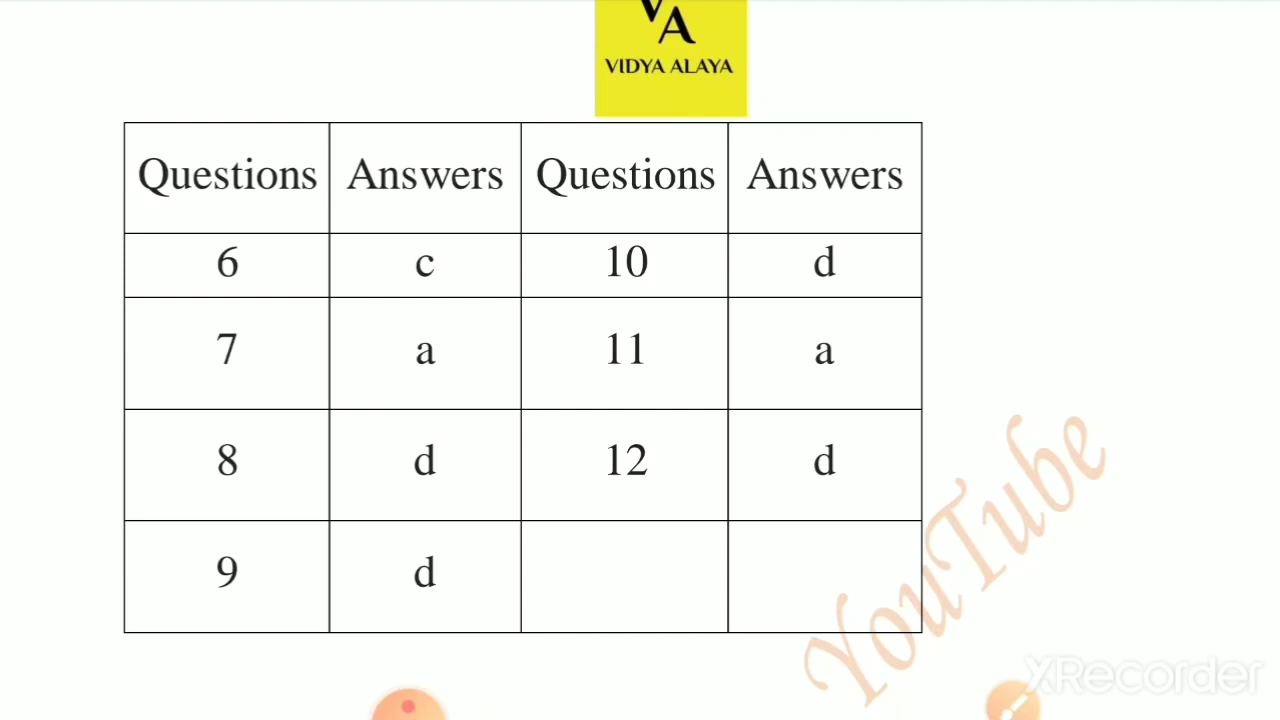 VA
VIDYA ALAYA
Questions Answers Questions Answers
6 c 10 d
7 a 11 a
8 d 12 d
9 d
YouTube
XRecorder